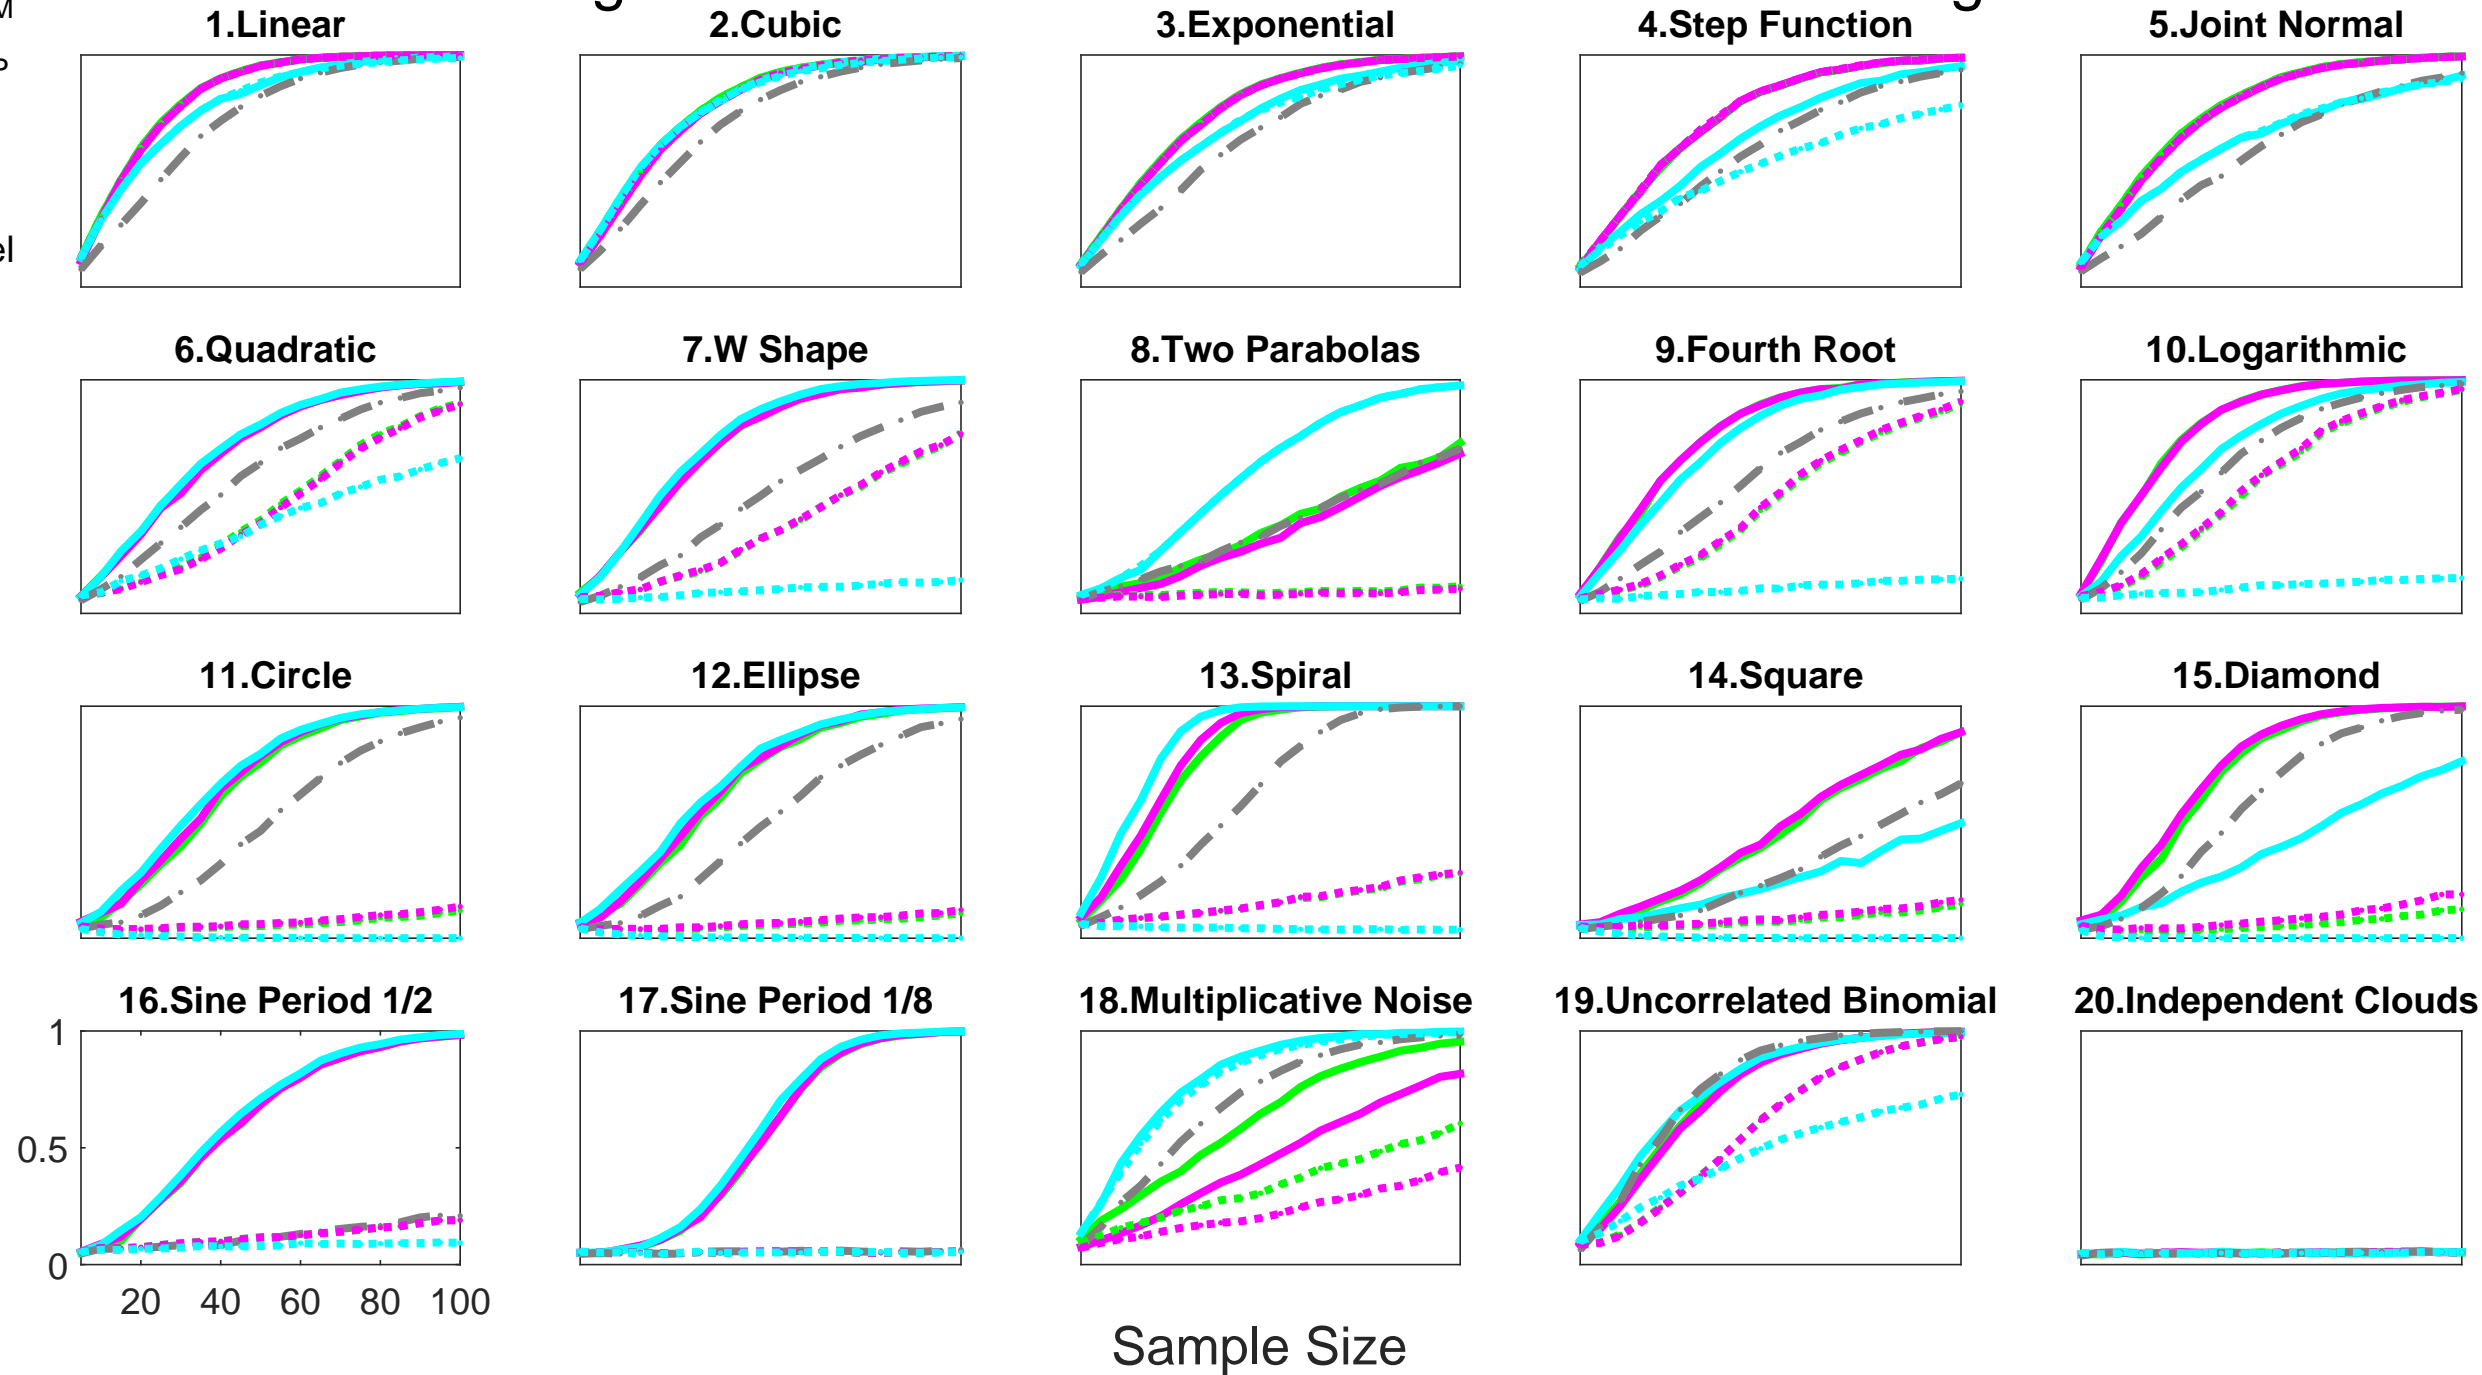 1.Linear
2.Cubic
3.Exponential
4.Step Function
5.Joint Normal
6.Quadratic
7.W Shape
8.Two Parabolas
9.Fourth Root
10.Logarithmic
11.Circle
12.Ellipse
13.Spiral
14.Square
15.Diamond
16.Sine Period 1/2
17.Sine Period 1/8
18.Multiplicative Noise
19.Uncorrelated Binomial
20.Independent Clouds
1
0.5
0
20 40 60 80 100
Sample Size